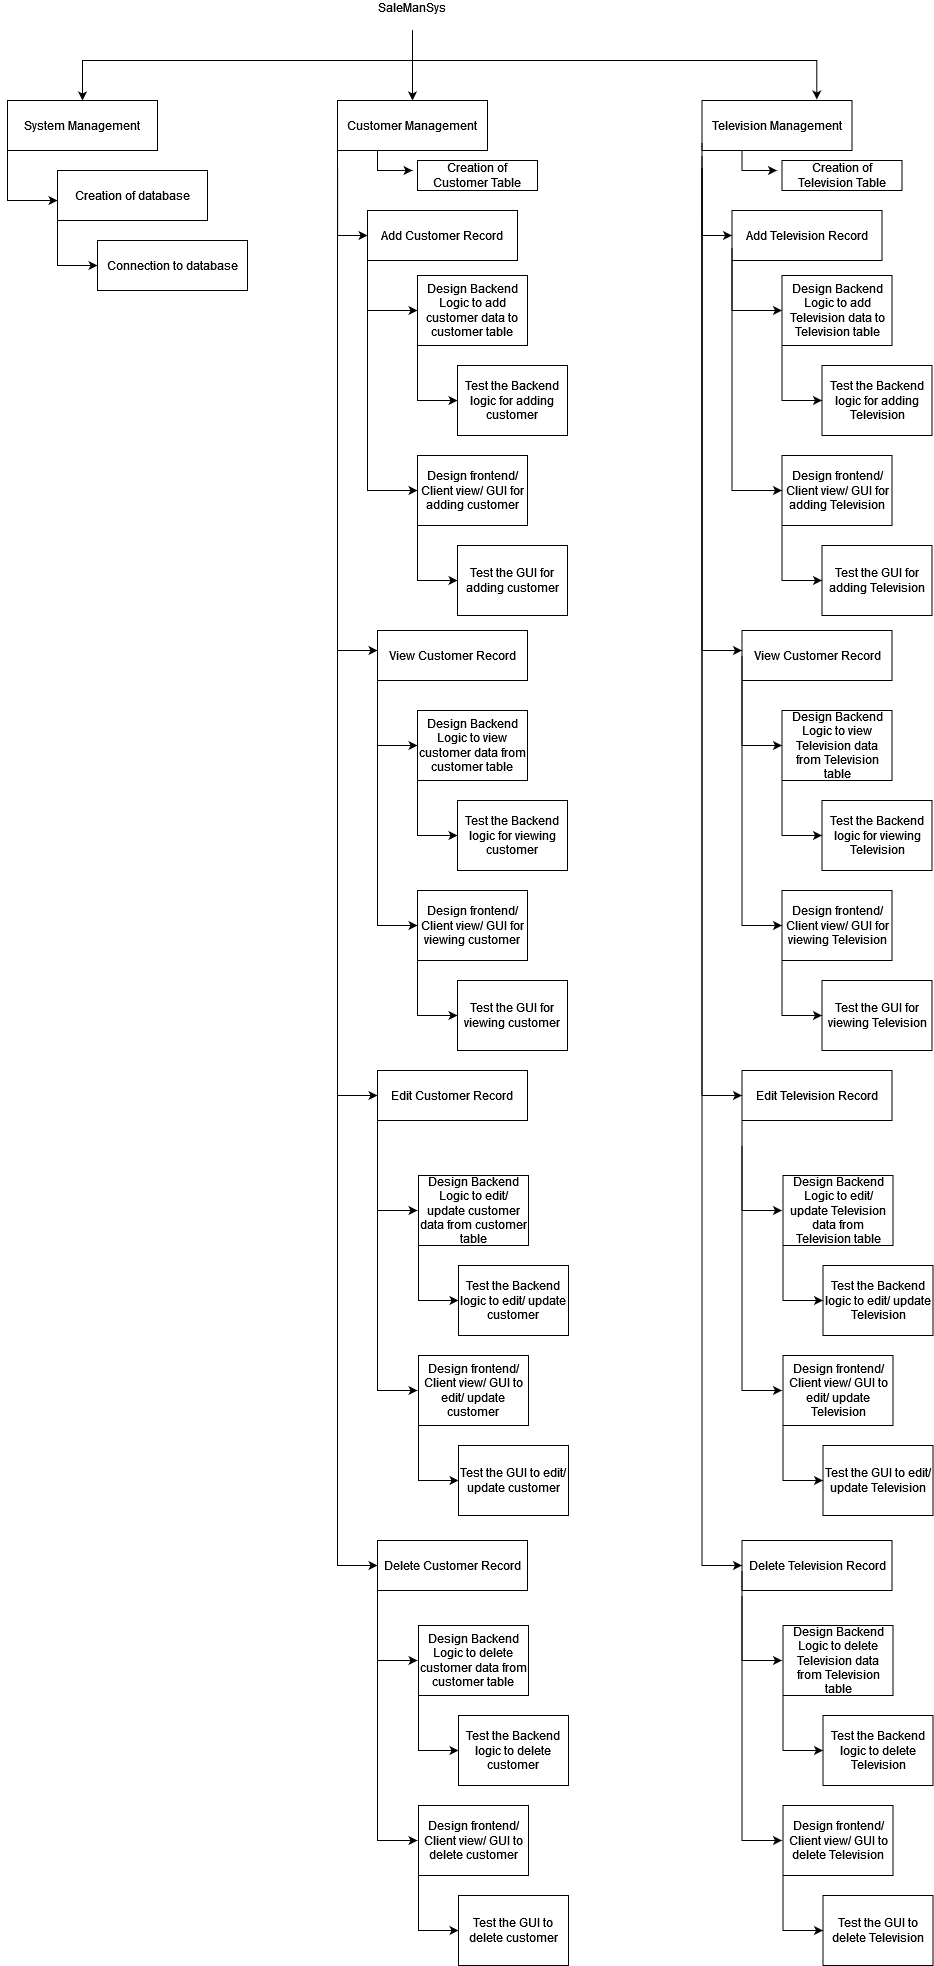 SaleManSys
System Management
Creation of database
Connection to database
Customer Management
Creation of
Customer Table
Add Customer Record
Design Backend
Logic to add
customer data to
customer table
Test the Backend
logic for adding
customer
Design frontend/
Client view/ GUI for
adding customer
Test the GUI for
adding customer
View Customer Record
Design Backend
Logic to view
customer data from
customer table
Test the Backend
logic for viewing
customer
Design frontend/
Client view/ GUI for
viewing customer
Test the GUI for
viewing customer
Edit Customer Record
Design Backend
Logic to edit/
update customer
data from customer
table
Test the Backend
logic to edit/ update
customer
Design frontend/
Client view/ GUI to
edit/ update
customer
Test the GUI to edit/
update customer
Delete Customer Record
Design Backend
Logic to delete
customer data from
customer table
Test the Backend
logic to delete
customer
Design frontend/
Client view/ GUI to
delete customer
Test the GUI to
delete customer
Television Management
Creation of
Television Table
Add Television Record
Design Backend
Logic to add
Television data to
Television table
Test the Backend
logic for adding
Television
Design frontend/
Client view/ GUI for
adding Television
Test the GUI for
adding Television
View Customer Record
Design Backend
Logic to view
Television data
from Television
table
Test the Backend
logic for viewing
Television
Design frontend/
Client view/ GUI for
viewing Television
Test the GUI for
viewing Television
Edit Television Record
Design Backend
Logic to edit/
update Television
data from
Television table
Test the Backend
logic to edit/ update
Television
Design frontend/
Client view/ GUI to
edit/ update
Television
Test the GUI to edit/
update Television
Delete Television Record
Design Backend
Logic to delete
Television data
from Television
table
Test the Backend
logic to delete
Television
Design frontend/
Client view/ GUI to
delete Television
Test the GUI to
delete Television